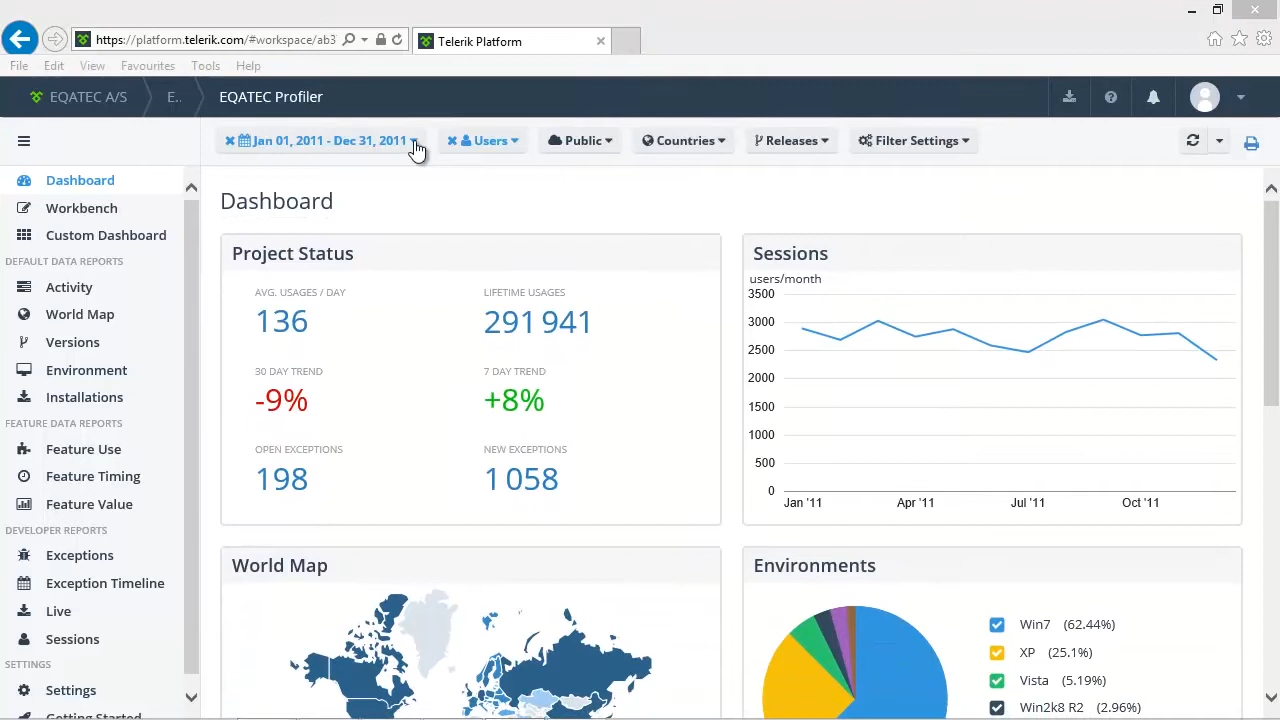 https://platform.telerik.com/#workspace/ab3
Telerik Platform
File Edit View Favourites Tools Help
EQATEC A/S E.. EQATEC Profiler
Jan 01, 2011 - Dec 31, 2011 Users Public Countries Releases Filter Settings
Dashboard
Workbench
Custom Dashboard
DEFAULT DATA REPORTS
Activity
World Map
Versions
Environment
Installations
FEATURE DATA REPORTS
Feature Use
Feature Timing
Feature Value
DEVELOPER REPORTS
Exceptions
Exception Timeline
Live
Sessions
SETTINGS
Settings
Getting Started
Dashboard
Project Status
AVG. USAGES / DAY
136
LIFETIME USAGES
291 941
30 DAY TREND
-9%
7 DAY TREND
+8%
OPEN EXCEPTIONS
198
NEW EXCEPTIONS
1 058
Sessions
users/month
3500
3000
2500
2000
1500
1000
500
0
Jan '11 Apr '11 Jul '11 Oct '11
World Map
Environments
Win7 (62.44%)
XP (25.1%)
Vista (5.19%)
Win2k8 R2 (2.96%)